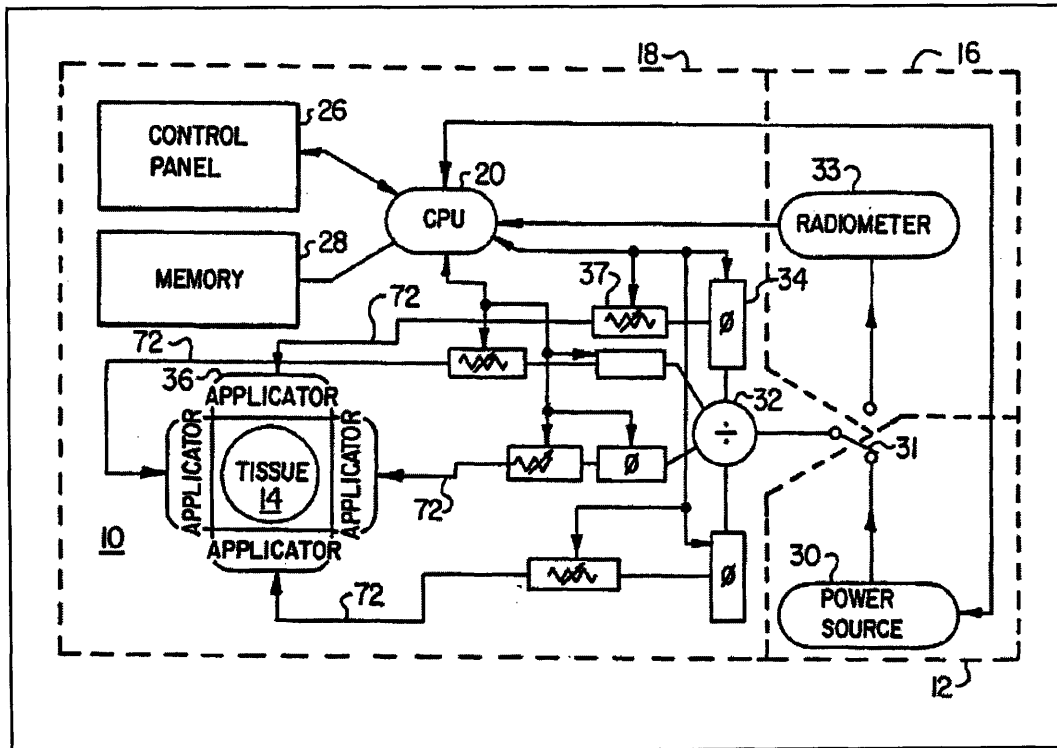 18
16
26
CONTROL
PANEL
20
CPU
33
RADIOMETER
28
MEMORY
37
34
ø
72
72
36
APPLICATOR
32
÷
31
APPLICATOR
TISSUE
14
APPLICATOR
ø
72
10
APPLICATOR
72
ø
30
POWER
SOURCE
12